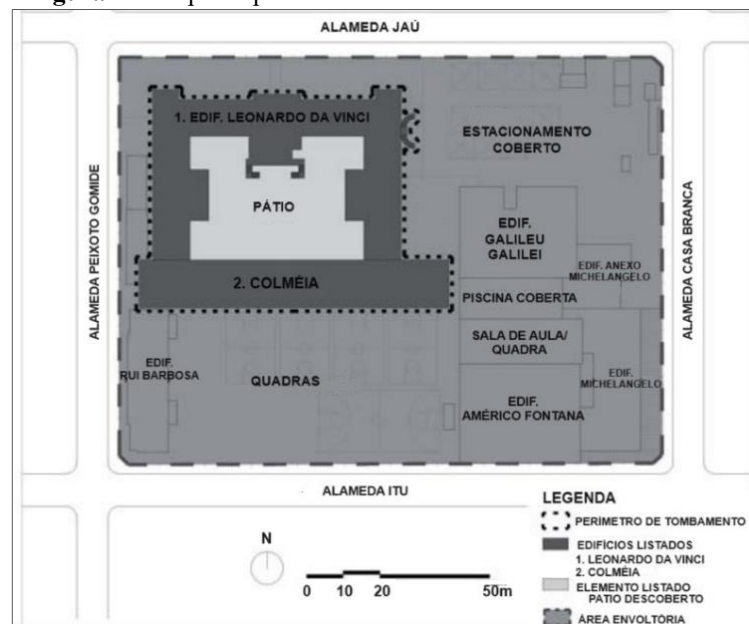 ALAMEDA JAÚ
1. EDIF. LEONARDO DA VINCI
ESTACIONAMENTO
COBERTO
ALAMEDA PEIXOTO GOMIDE
ALAMEDA CASA BRANCA
PÁTIO
EDIF.
GALILEU
GALILEI
EDIF. ANEXO
MICHELANGELO
2. COLMÉIA
PISCINA COBERTA
SALA DE AULA/
QUADRA
EDIF.
RUI BARBOSA
QUADRAS
EDIF.
MICHELANGELO
EDIF.
AMÉRICO FONTANA
ALAMEDA ITU
LEGENDA
PERÍMETRO DE TOMBAMENTO
EDIFÍCIOS LISTADOS
1. LEONARDO DA VINCI
2. COLMÉIA
ELEMENTO LISTADO
PATIO DESCOBERTO
ÁREA ENVOLTÓRIA
N
0 10 20 50m